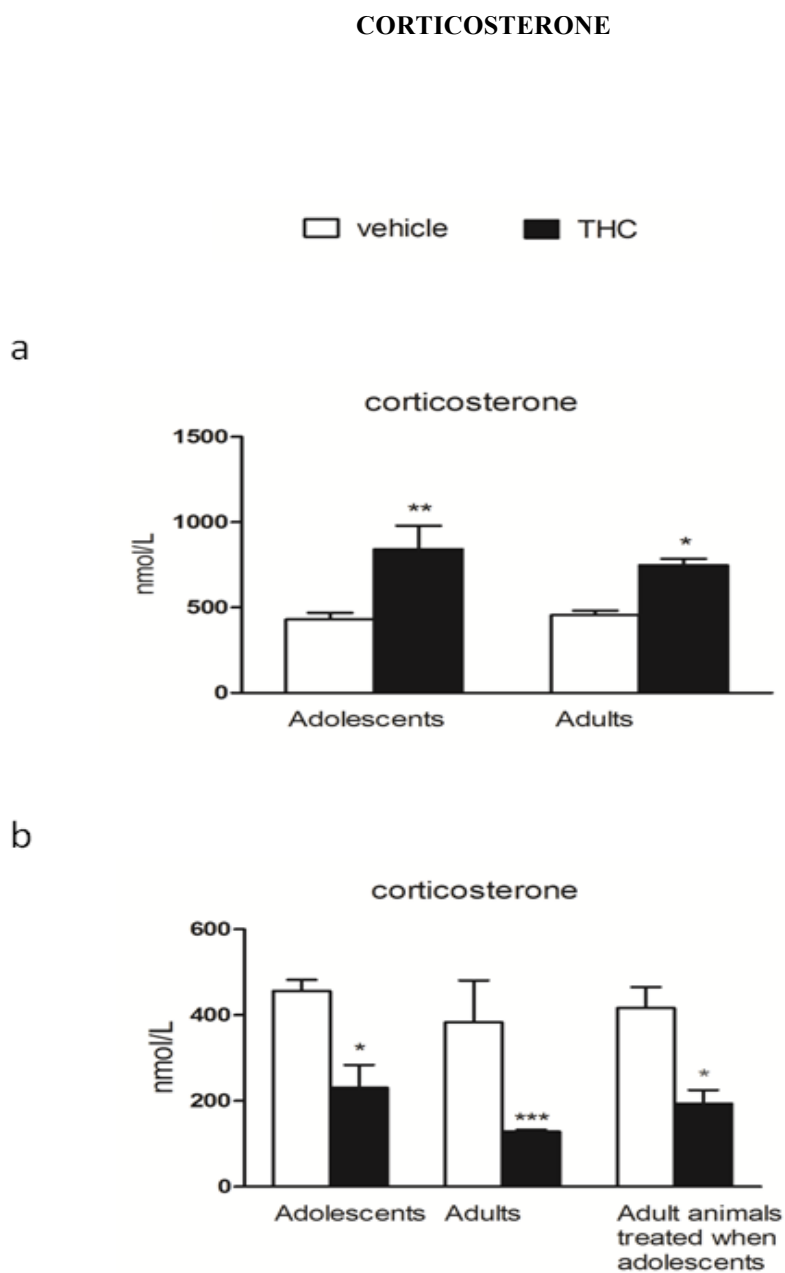 CORTICOSTERONE
vehicle THC
a
corticosterone
1500
1000
500
0
nmol/L
** *
Adolescents Adults
b
corticosterone
600
400
200
0
nmol/L
* *** *
Adolescents Adults Adult animals
treated when
adolescents